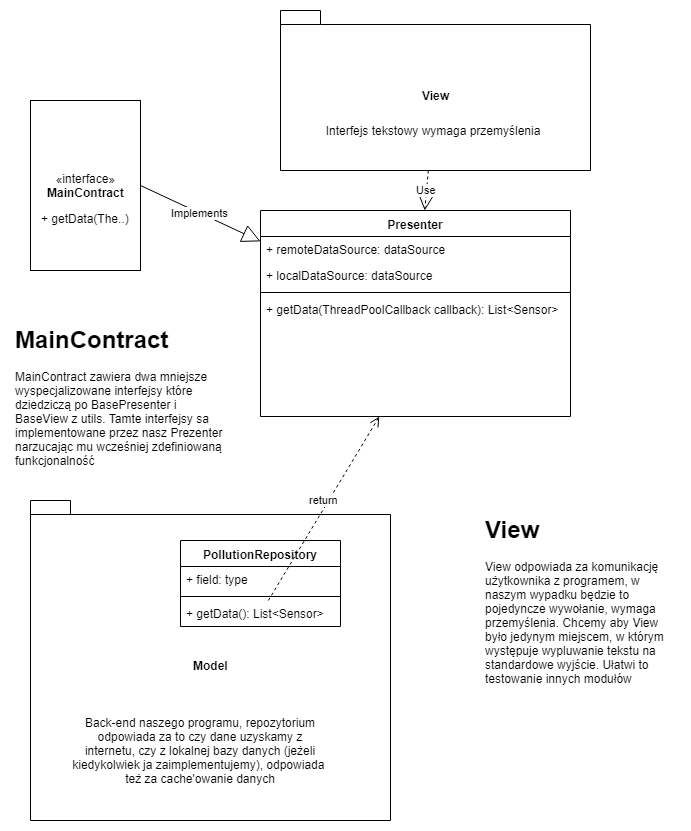 View
Interfejs tekstowy wymaga przemyślenia
«interface»
MainContract
+ getData(The..)
Implements
Use
Presenter
+ remoteDataSource: dataSource
+ localDataSource: dataSource
+ getData(ThreadPoolCallback callback): List<Sensor>
MainContract
MainContract zawiera dwa mniejsze
wyspecjalizowane interfejsy które
dziedziczą po BasePresenter i
BaseView z utils. Tamte interfejsy sa
implementowane przez nasz Prezenter
narzucając mu wcześniej zdefiniowaną
funkcjonalność
return
PollutionRepository
+ field: type
+ getData(): List<Sensor>
Model
Back-end naszego programu, repozytorium
odpowiada za to czy dane uzyskamy z
internetu, czy z lokalnej bazy danych (jeżeli
kiedykolwiek ja zaimplementujemy), odpowiada
też za cache'owanie danych
View
View odpowiada za komunikację
użytkownika z programem, w
naszym wypadku będzie to
pojedyncze wywołanie, wymaga
przemyślenia. Chcemy aby View
było jedynym miejscem, w którym
występuje wypluwanie tekstu na
standardowe wyjście. Ułatwi to
testowanie innych modułów